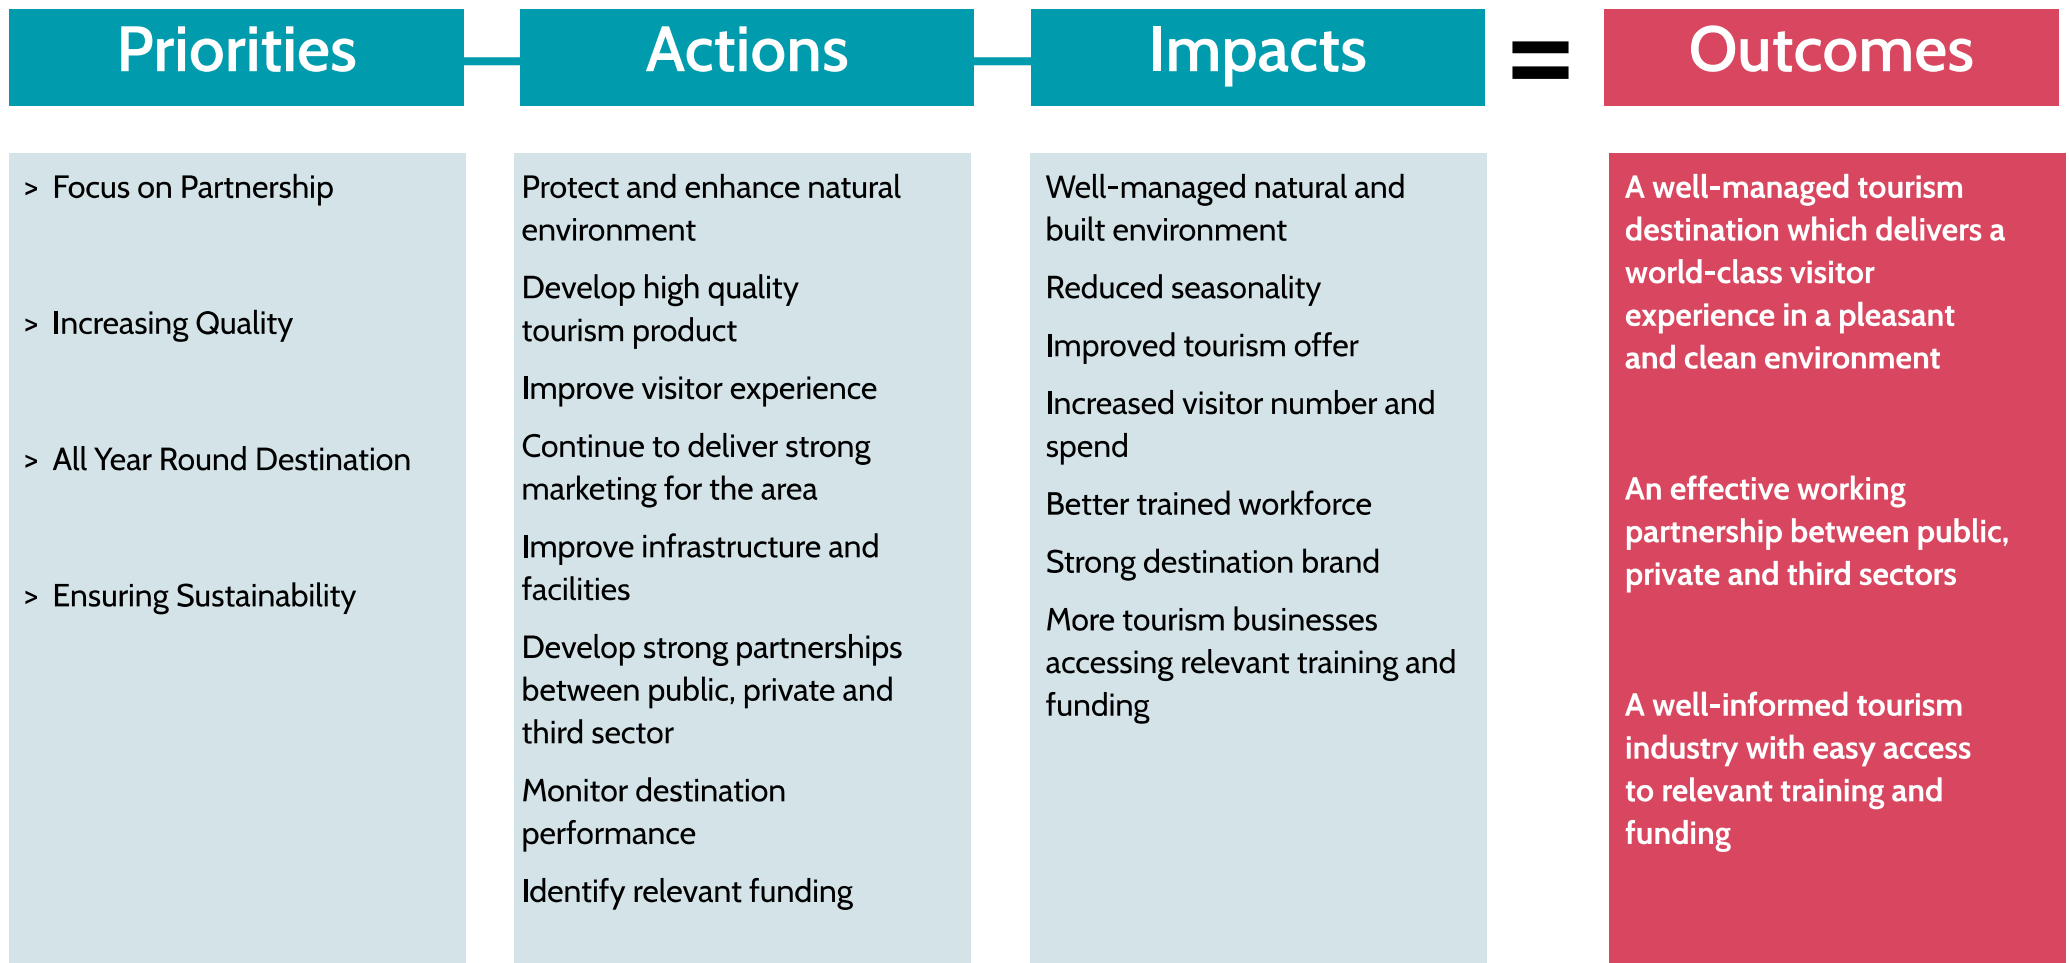 Priorities
Actions
Impacts
=
Outcomes
> Focus on Partnership
> Increasing Quality
> All Year Round Destination
> Ensuring Sustainability
Protect and enhance natural
environment
Develop high quality
tourism product
Improve visitor experience
Continue to deliver strong
marketing for the area
Improve infrastructure and
facilities
Develop strong partnerships
between public, private and
third sector
Monitor destination
performance
Identify relevant funding
Well-managed natural and
built environment
Reduced seasonality
Improved tourism offer
Increased visitor number and
spend
Better trained workforce
Strong destination brand
More tourism businesses
accessing relevant training and
funding
A well-managed tourism
destination which delivers a
world-class visitor
experience in a pleasant
and clean environment
An effective working
partnership between public,
private and third sectors
A well-informed tourism
industry with easy access
to relevant training and
funding